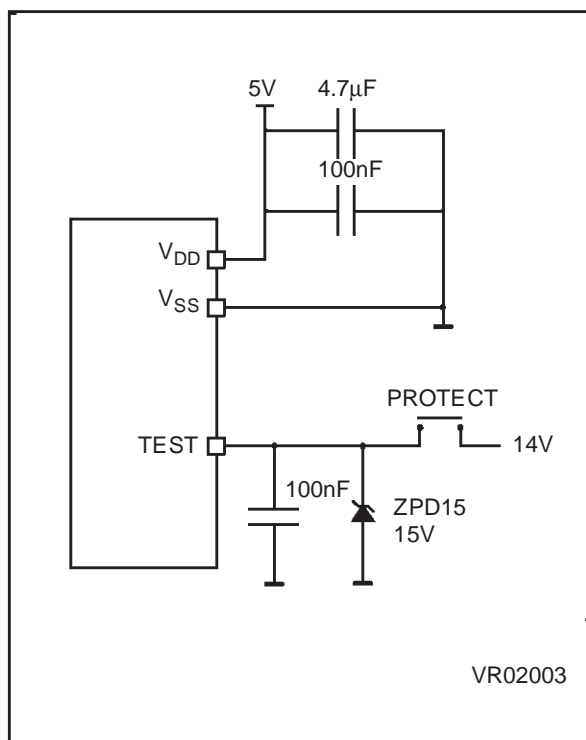 5V
4.7μF
100nF
VDD
VSS
PROTECT
TEST
14V
100nF
ZPD15
15V
VR02003